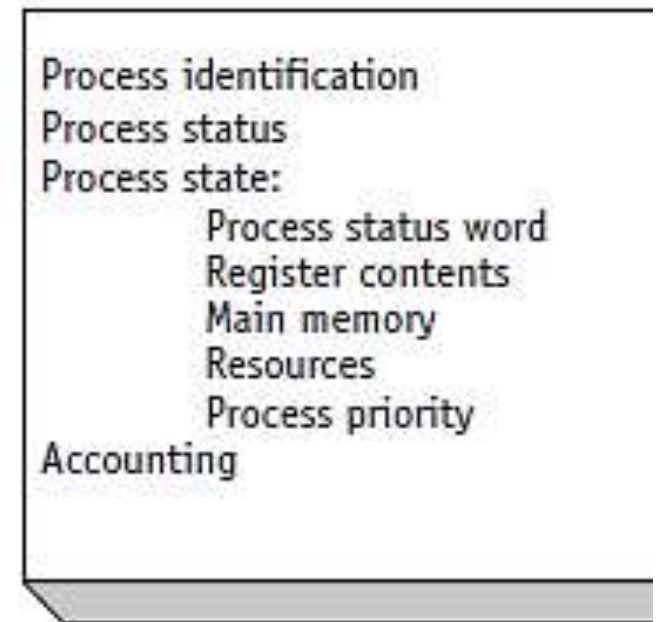 Process identification
Process status
Process state:
Process status word
Register contents
Main memory
Resources
Process priority
Accounting